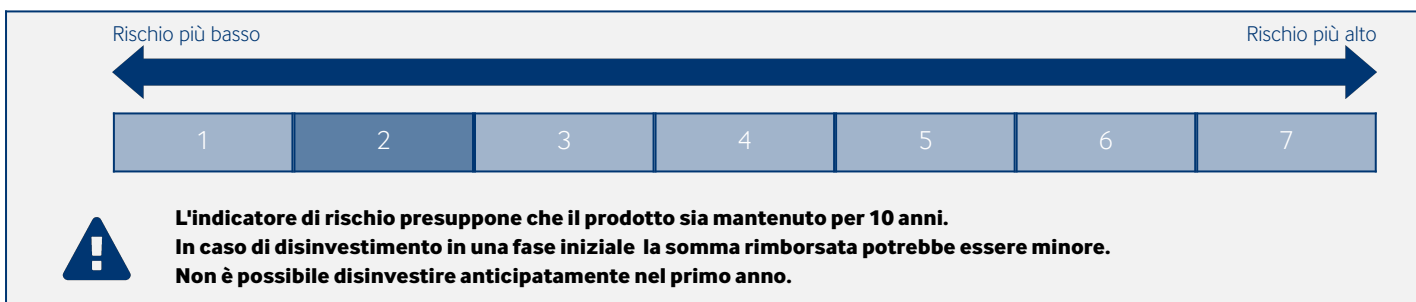 Rischio più basso Rischio più alto
1 2 3 4 5 6 7
L'indicatore di rischio presuppone che il prodotto sia mantenuto per 10 anni.
In caso di disinvestimento in una fase iniziale la somma rimborsata potrebbe essere minore.
Non è possibile disinvestire anticipatamente nel primo anno.